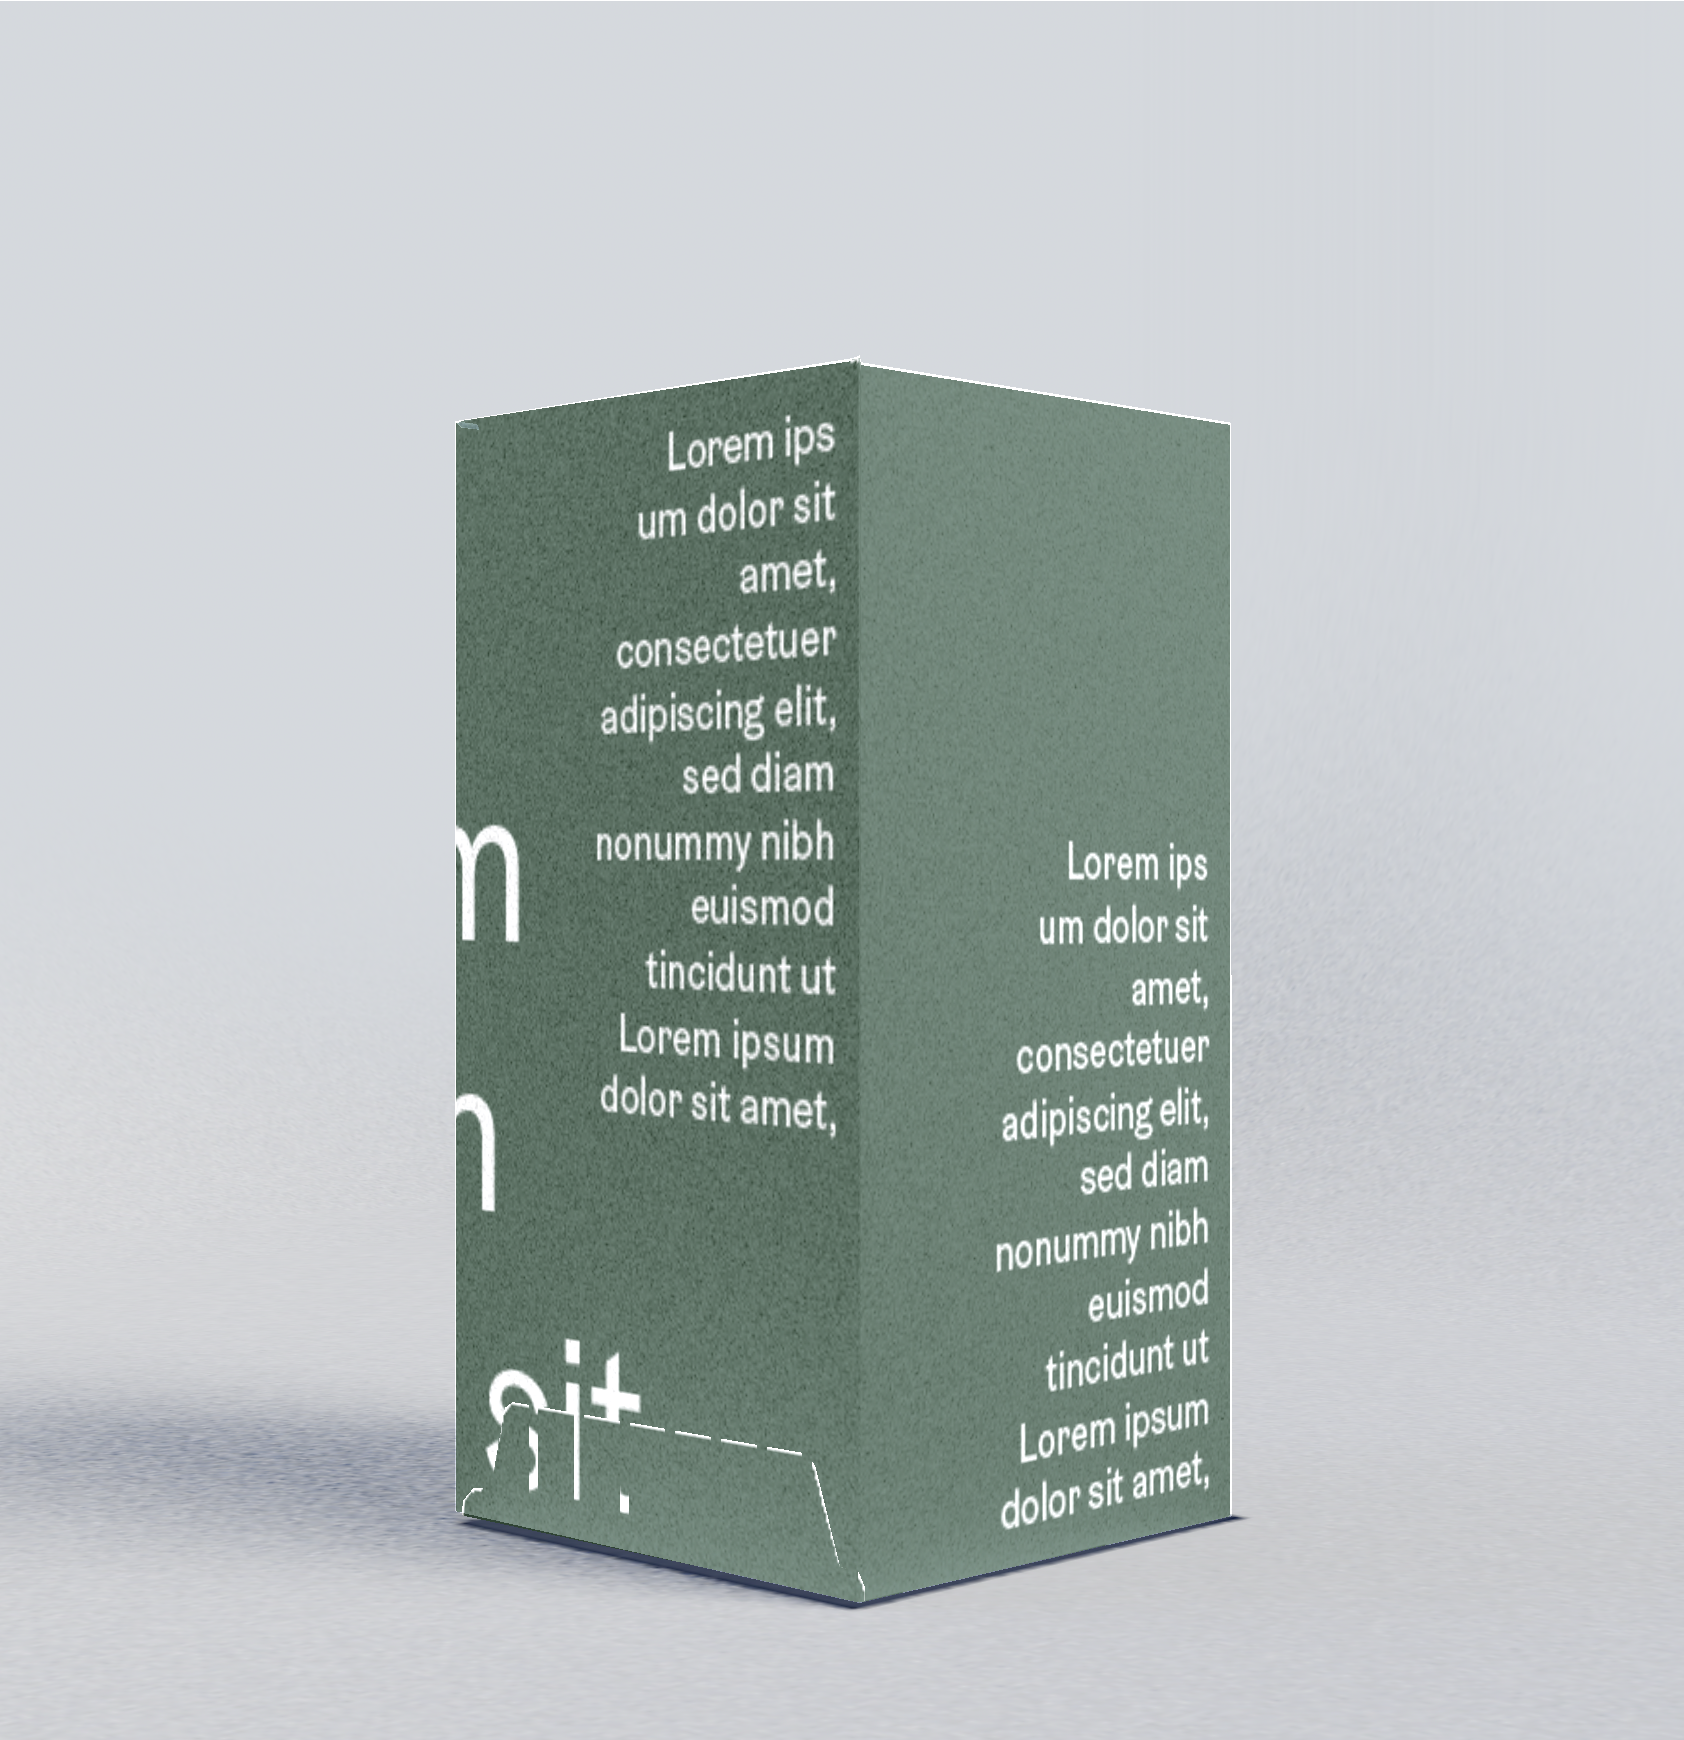 Lorem ips
um dolor sit
amet,
consectetuer
adipiscing elit,
sed diam
nonummy nibh
euismod
tincidunt ut
Lorem ipsum
dolor sit amet,
m
n
sit.
Lorem ips
um dolor sit
amet,
consectetuer
adipiscing elit,
sed diam
nonummy nibh
euismod
tincidunt ut
Lorem ipsum
dolor sit amet,